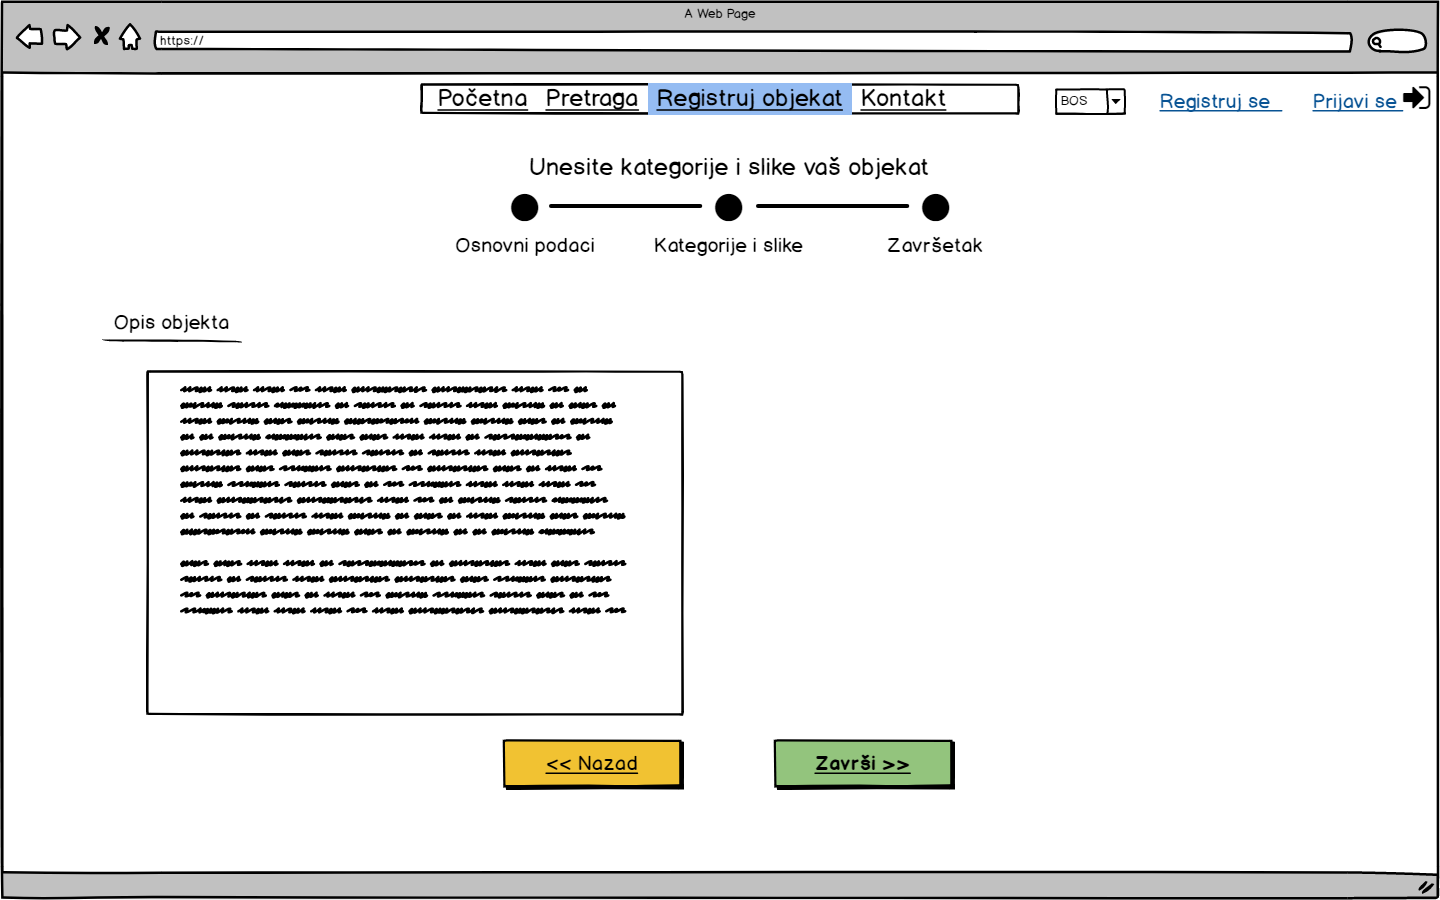 A Web Page
https://
Početna Pretraga Registruj objekat Kontakt
BOS
Registruj se
Prijavi se
Unesite kategorije i slike vaš objekat
Osnovni podaci
Kategorije i slike
Završetak
Opis objekta
<< Nazad
Završi >>